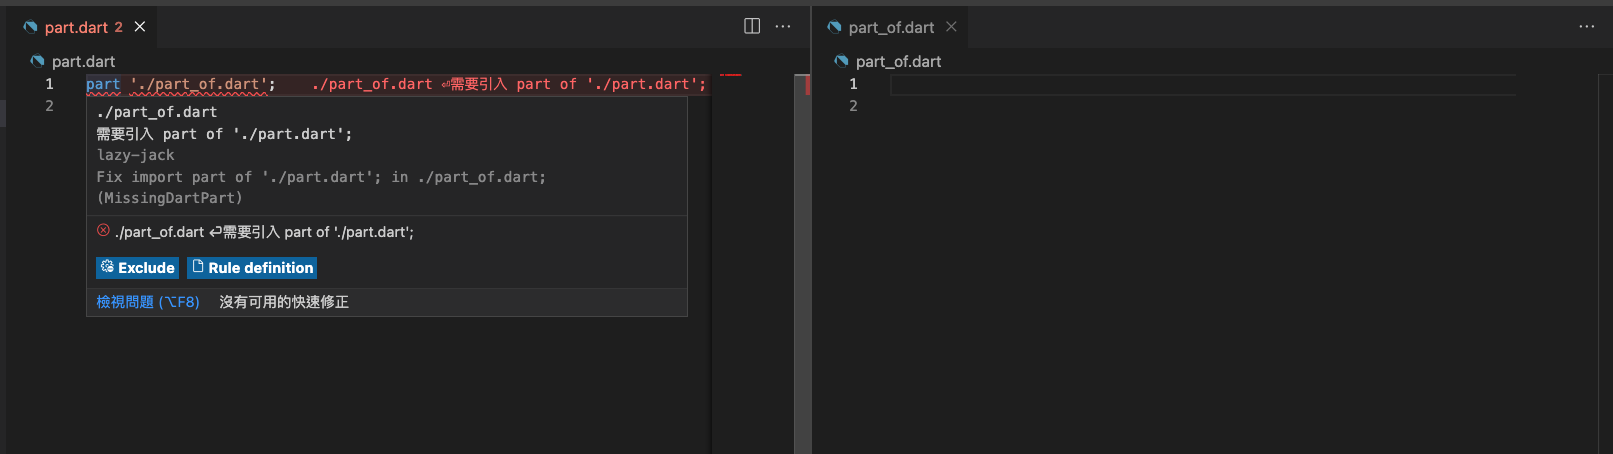 part.dart 2
part_of.dart
part.dart
part_of.dart
1 part './part_of.dart'; ./part_of.dart ⏎需要引入 part of './part.dart';
1
2
2
./part_of.dart
需要引入 part of './part.dart';
lazy-jack
Fix import part of './part.dart'; in ./part_of.dart;
(MissingDartPart)
./part_of.dart ⏎需要引入 part of './part.dart';
Exclude Rule definition
檢視問題 (⌥F8) 沒有可用的快速修正